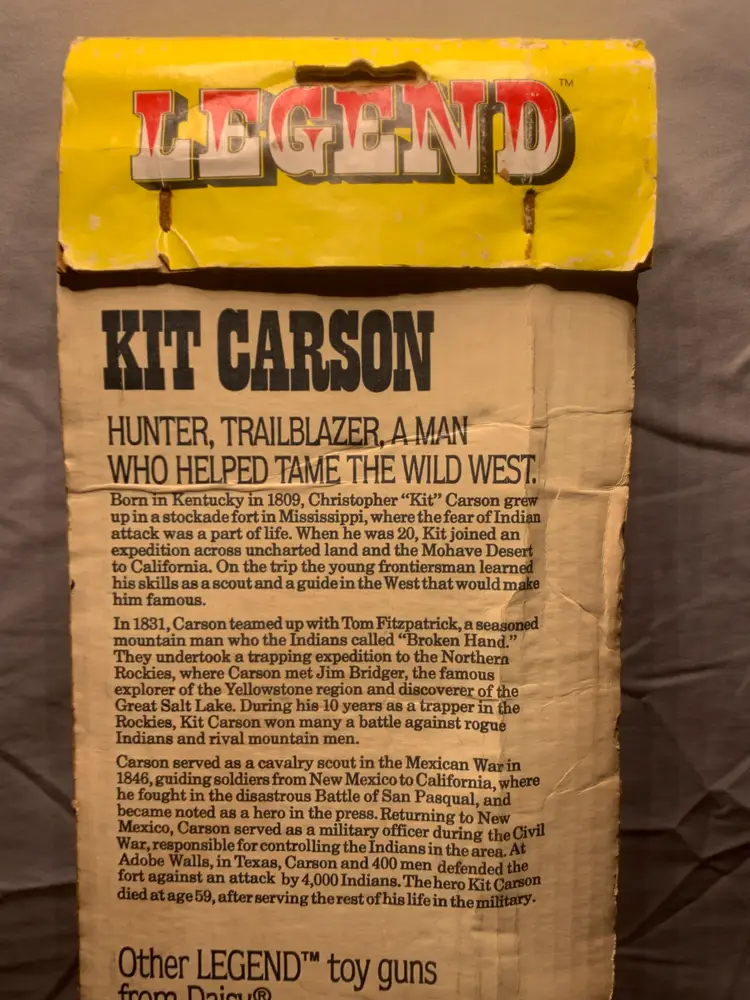 LEGEND™
KIT CARSON
HUNTER, TRAILBLAZER, A MAN
WHO HELPED TAME THE WILD WEST.
Born in Kentucky in 1809, Christopher “Kit” Carson grew
up in a stockade fort in Mississippi, where the fear of Indian
attack was a part of life. When he was 20, Kit joined an
expedition across uncharted land and the Mohave Desert
to California. On the trip the young frontiersman learned
his skills as a scout and a guide in the West that would make
him famous.
In 1831, Carson teamed up with Tom Fitzpatrick, a seasoned
mountain man who the Indians called “Broken Hand.”
They undertook a trapping expedition to the Northern
Rockies, where Carson met Jim Bridger, the famous
explorer of the Yellowstone region and discoverer of the
Great Salt Lake. During his 10 years as a trapper in the
Rockies, Kit Carson won many a battle against rogue
Indians and rival mountain men.
Carson served as a cavalry scout in the Mexican War in
1846, guiding soldiers from New Mexico to California, where
he fought in the disastrous Battle of San Pasqual, and
became noted as a hero in the press. Returning to New
Mexico, Carson served as a military officer during the Civil
War, responsible for controlling the Indians in the area. At
Adobe Walls, in Texas, Carson and 400 men defended the
fort against an attack by 4,000 Indians. The hero Kit Carson
died at age 59, after serving the rest of his life in the military.
Other LEGEND™ toy guns
from Daisy®